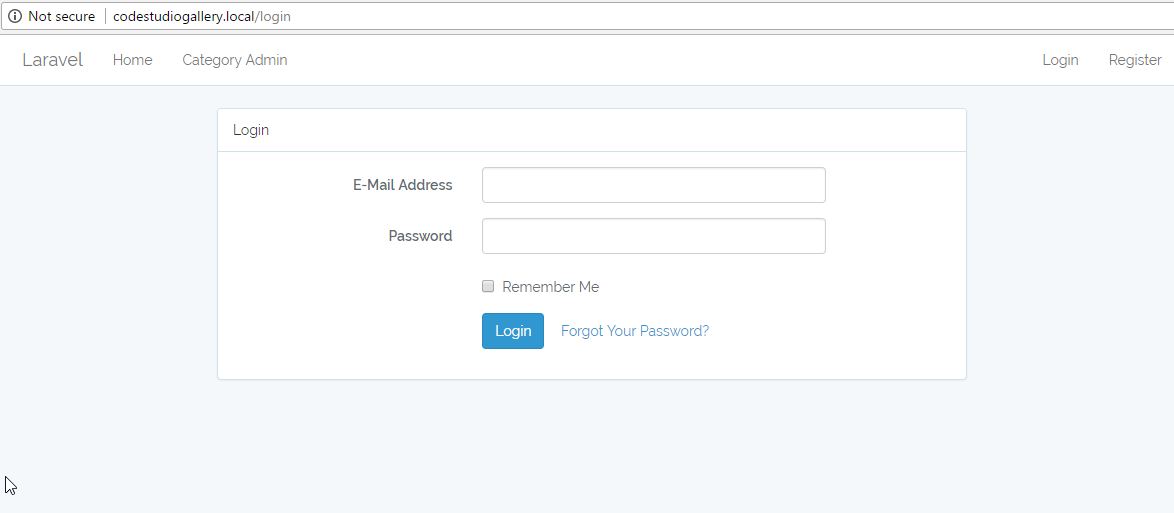 Not secure codestudiogallery.local/login
Laravel Home Category Admin Login Register
Login
E-Mail Address
Password
Remember Me
Login Forgot Your Password?